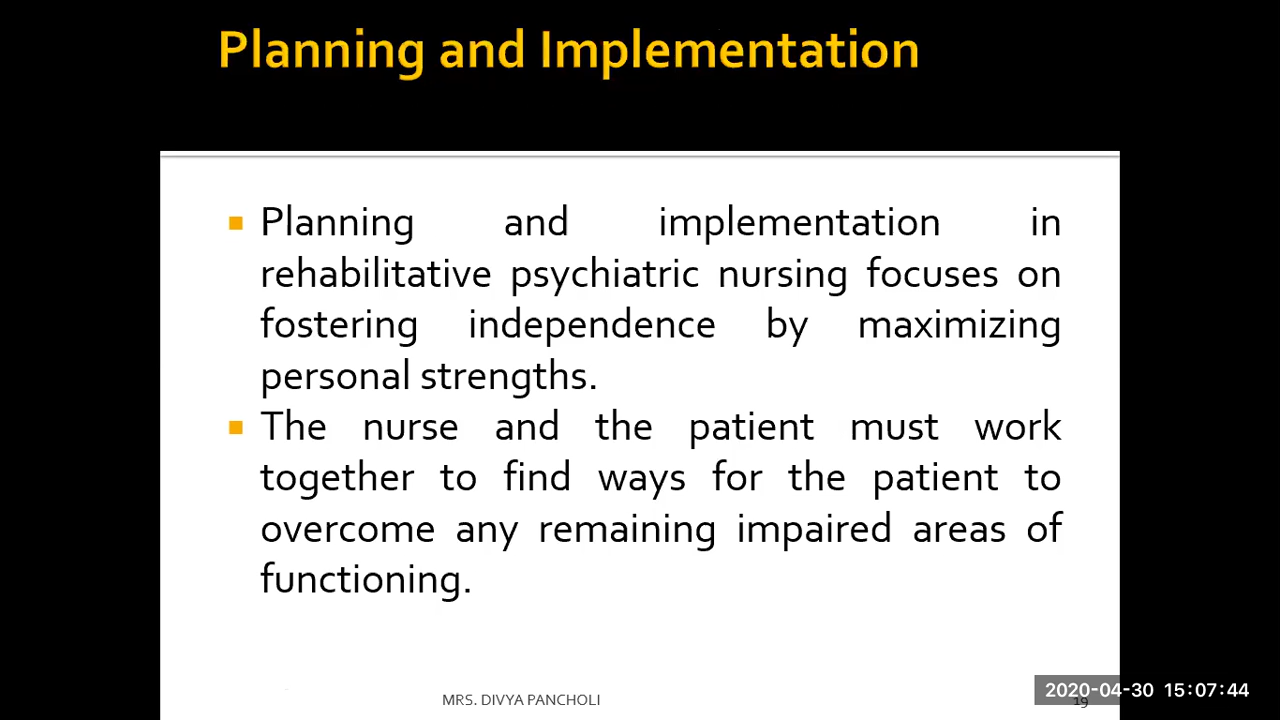 Planning and Implementation
Planning and implementation in
rehabilitative psychiatric nursing focuses on
fostering independence by maximizing
personal strengths.
The nurse and the patient must work
together to find ways for the patient to
overcome any remaining impaired areas of
functioning.
MRS. DIVYA PANCHOLI
2020-04-30 15:07:44
19